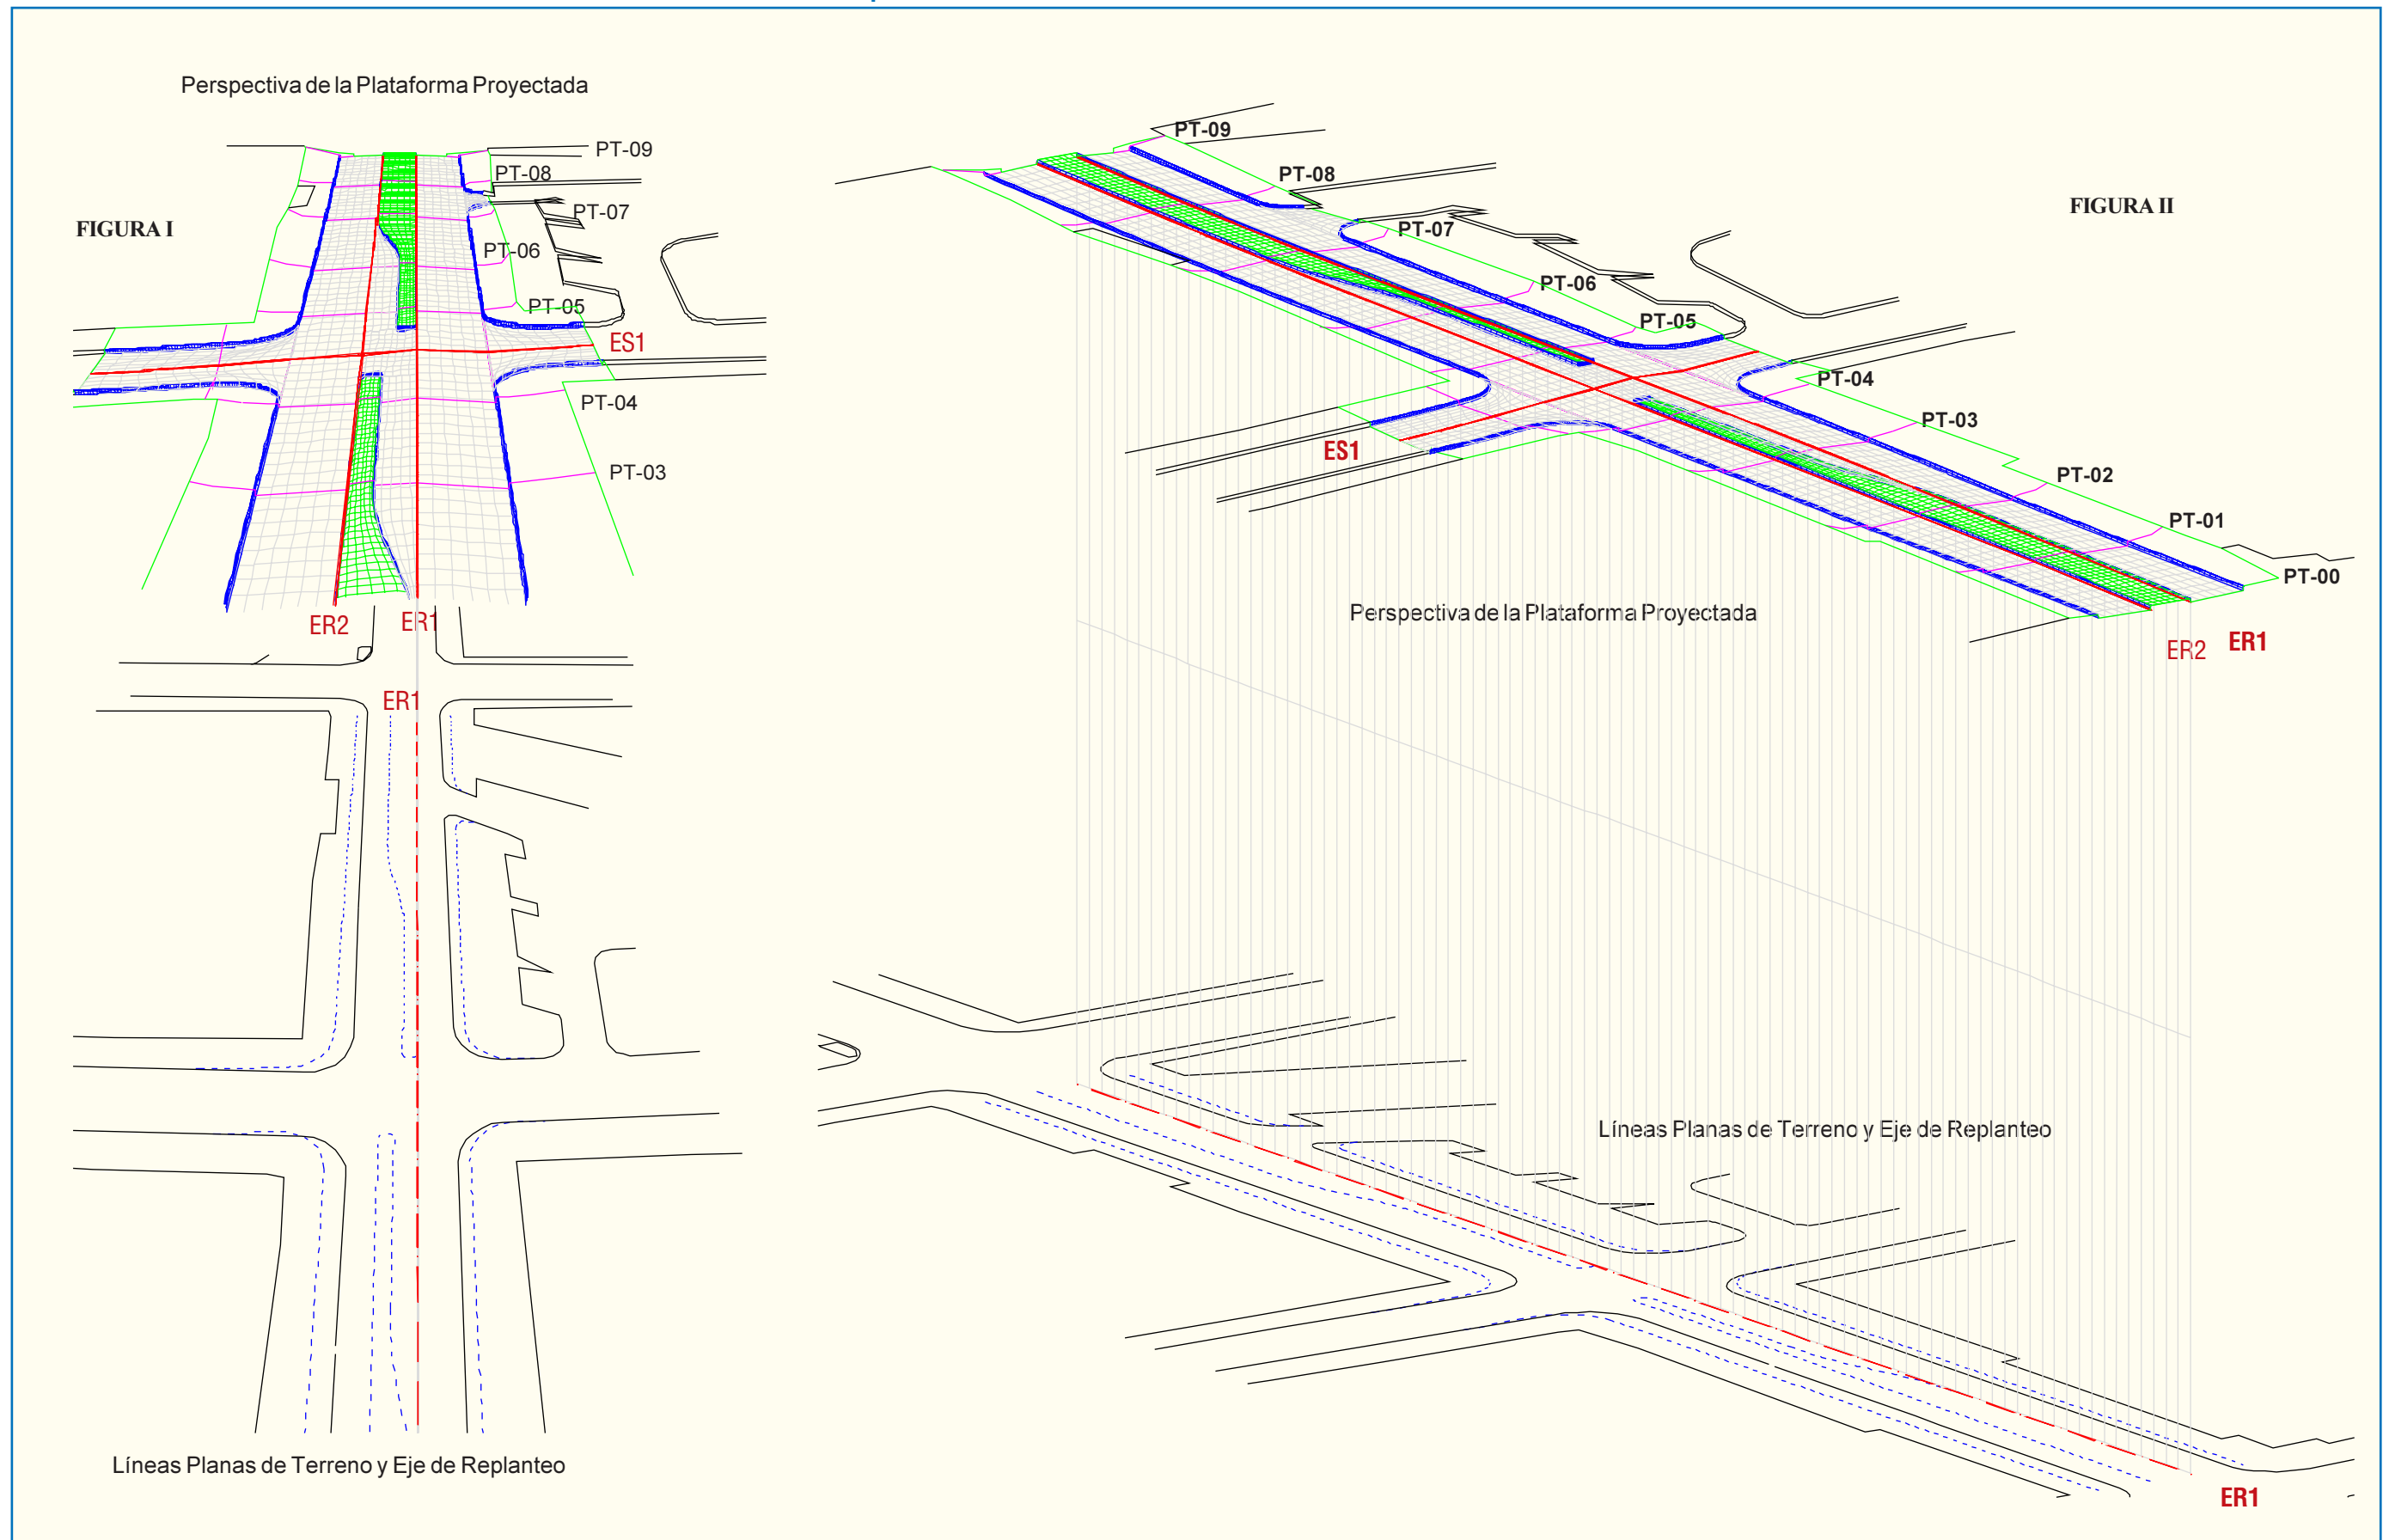 Perspectiva de la Plataforma Proyectada
FIGURA I
PT-09
PT-08
PT-07
PT-06
PT-05
ES1
PT-04
PT-03
ER2
ER1
ER1
Líneas Planas de Terreno y Eje de Replanteo
FIGURA II
PT-09
PT-08
PT-07
PT-06
PT-05
PT-04
PT-03
ES1
PT-02
PT-01
PT-00
Perspectiva de la Plataforma Proyectada
ER2
ER1
Líneas Planas de Terreno y Eje de Replanteo
ER1